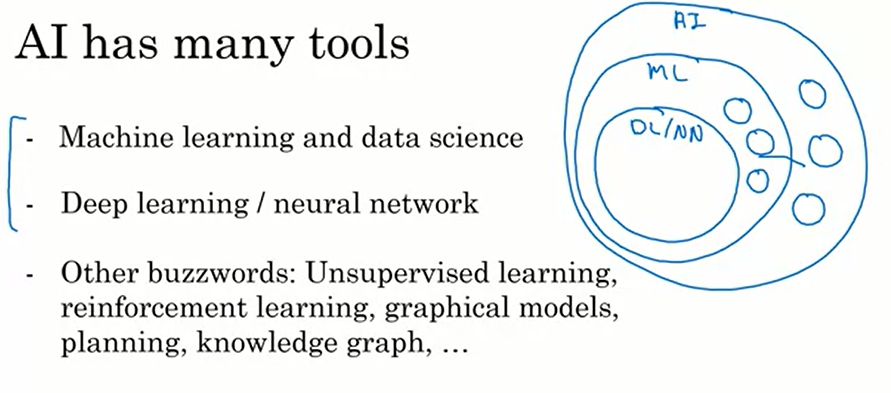 AI has many tools
- Machine learning and data science
- Deep learning / neural network
- Other buzzwords: Unsupervised learning,
reinforcement learning, graphical models,
planning, knowledge graph, ...
AI
ML
DL/NN